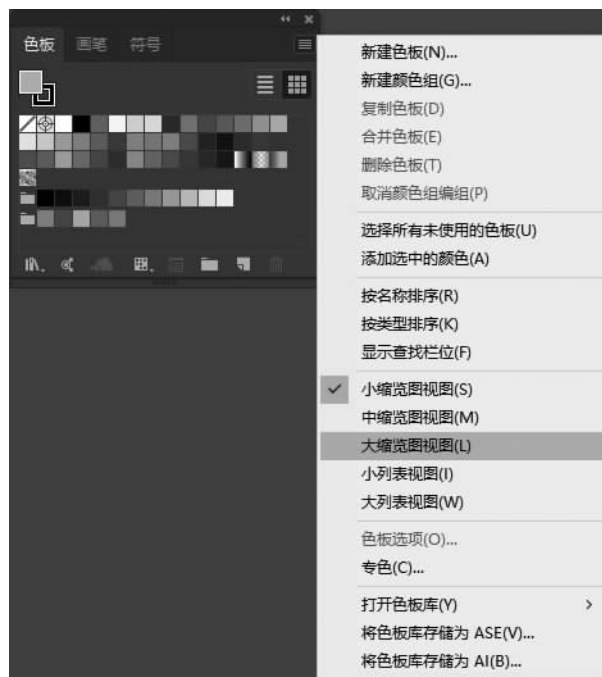 色板 画笔 符号
新建色板(N)...
新建颜色组(G)...
复制色板(D)
合并色板(E)
删除色板(T)
取消颜色组编组(P)
选择所有未使用的色板(U)
添加选中的颜色(A)
按名称排序(R)
按类型排序(K)
显示查找栏位(F)
小缩览图视图(S)
中缩览图视图(M)
大缩览图视图(L)
小列表视图(I)
大列表视图(W)
色板选项(O)...
专色(C)...
打开色板库(Y)
将色板库存储为 ASE(V)...
将色板库存储为 AI(B)...